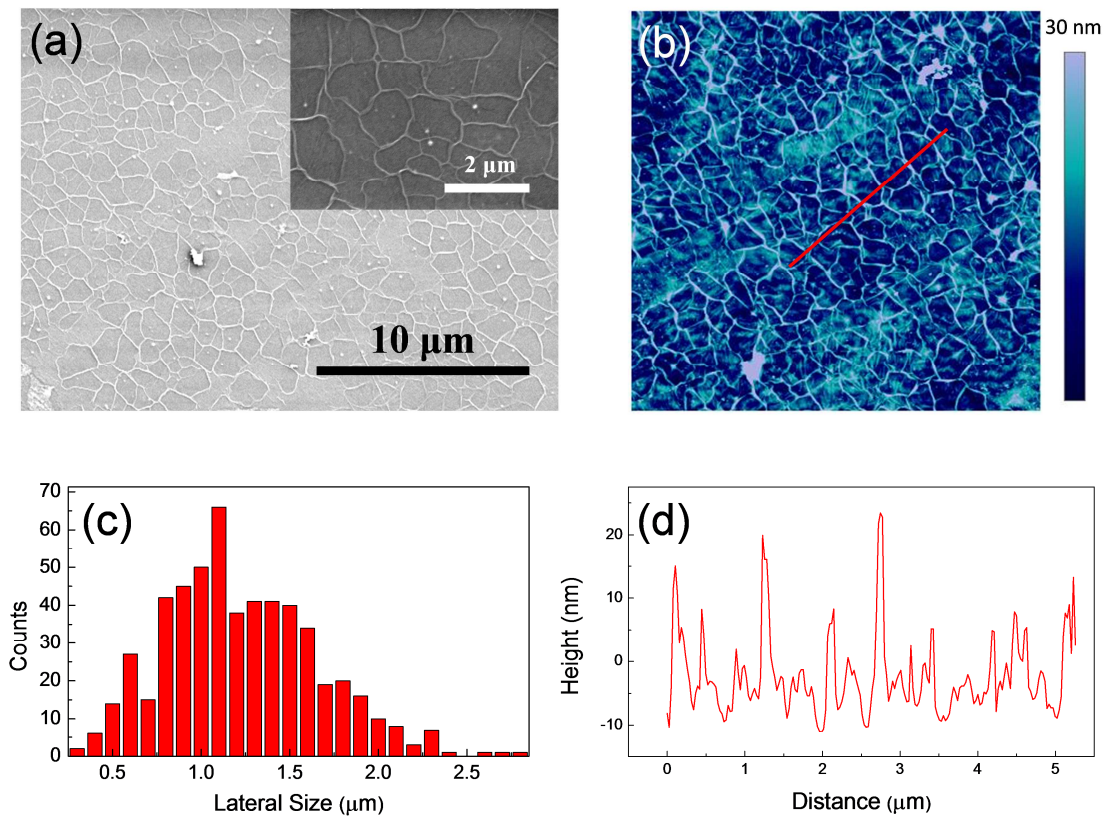 (a)
2 μm
10 μm
(b)
30 nm
(c)
Counts
70
60
50
40
30
20
10
0
0.5 1.0 1.5 2.0 2.5
Lateral Size (μm)
(d)
Height (nm)
20
10
0
-10
0 1 2 3 4 5
Distance (μm)